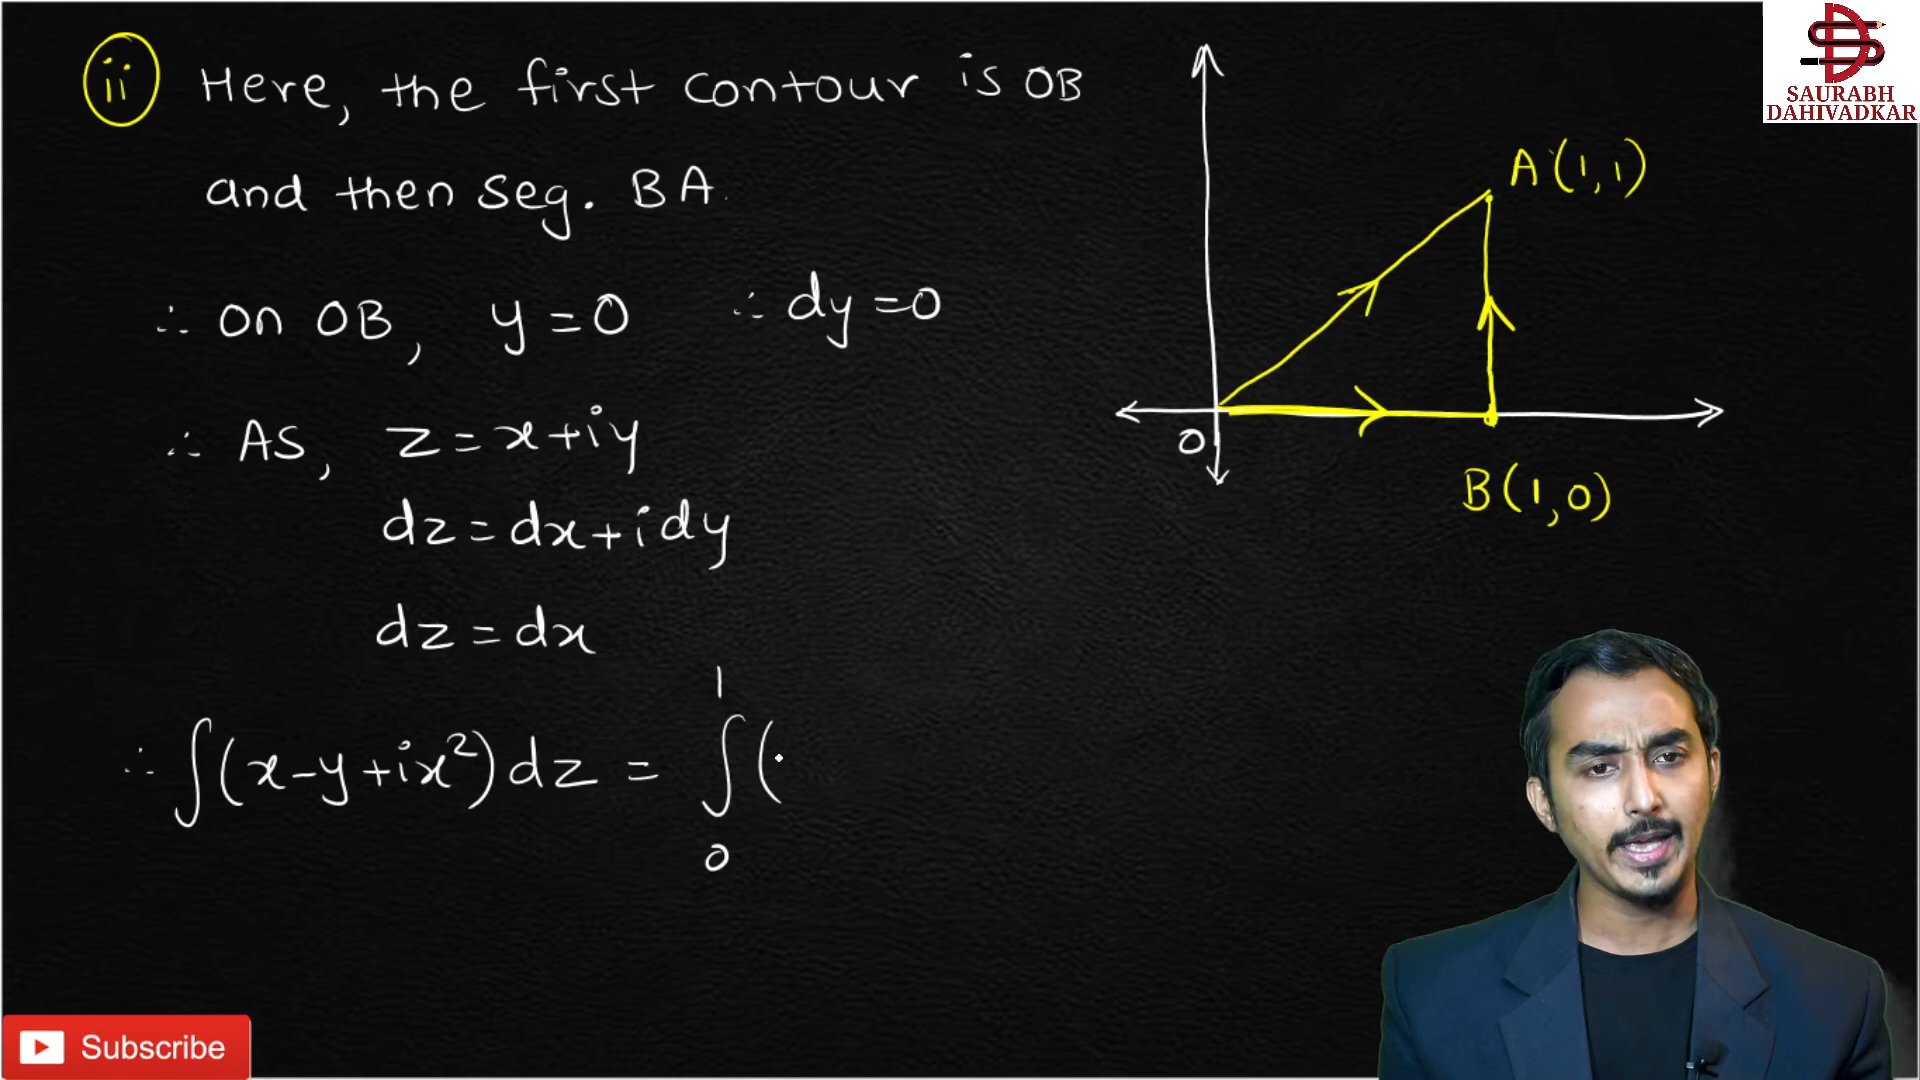 ii Here, the first contour is OB
and then seg. BA.
∴ on OB, y=0 ∴ dy=0
∴ AS, z=x+iy
dz=dx+idy
dz=dx
∴ ∫(x-y+ix²)dz = ∫₀¹(
A(1,1)
O
B(1,0)
SAURABH
DAHIVADKAR
Subscribe